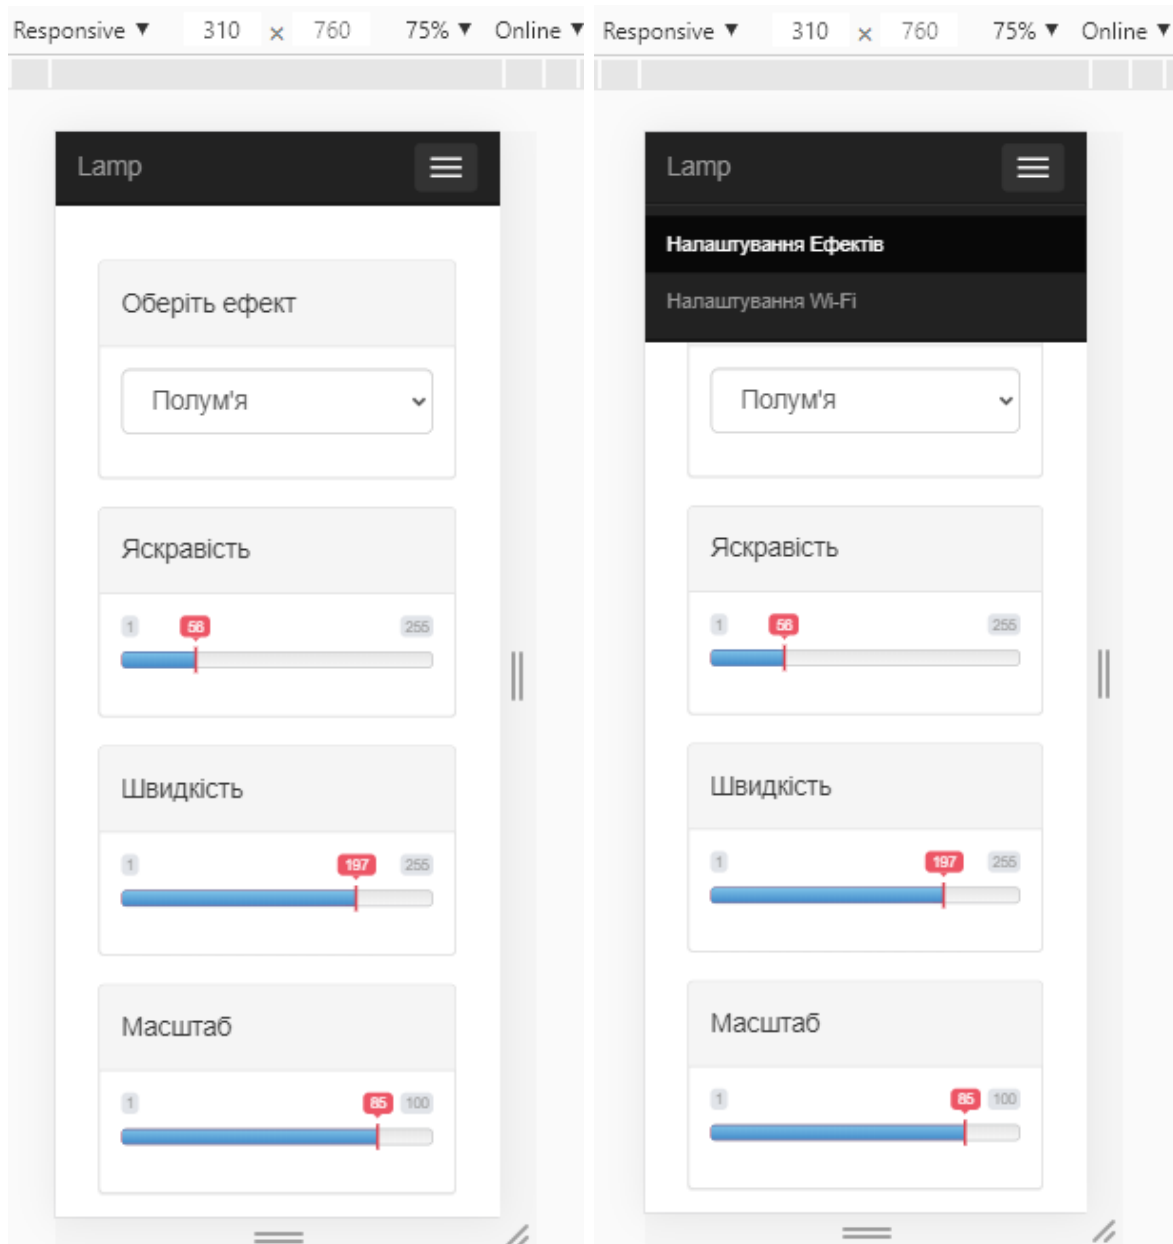 Responsive ▼ 310 x 760 75% ▼ Online ▼
Lamp
Оберіть ефект
Полум'я
Яскравість
1 56 255
Швидкість
1 197 255
Масштаб
1 85 100
Responsive ▼ 310 x 760 75% ▼ Online ▼
Lamp
Налаштування Ефектів
Налаштування Wi-Fi
Полум'я
Яскравість
1 56 255
Швидкість
1 197 255
Масштаб
1 85 100